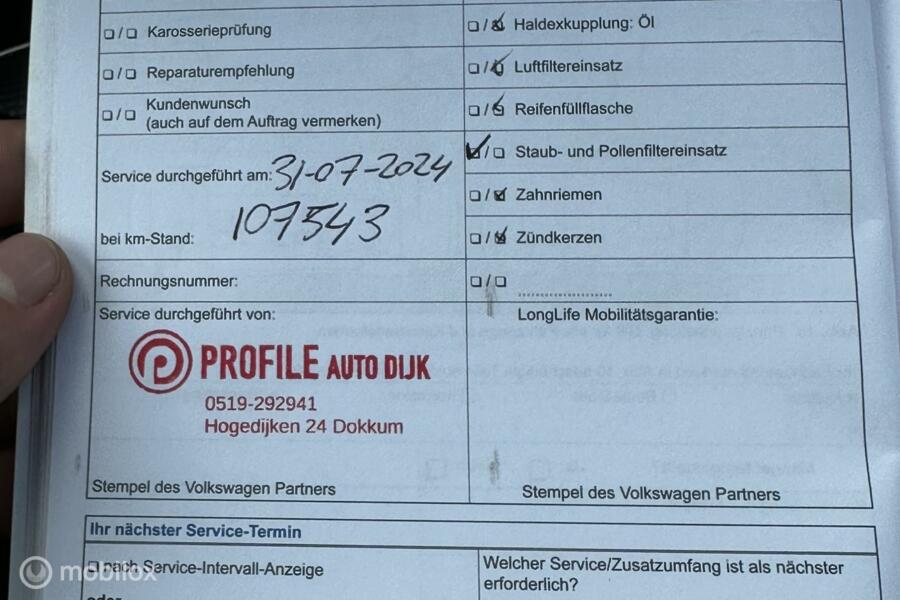 ☐/☐ Karosserieprüfung
☐/☐ Reparaturempfehlung
☐/☐ Kundenwunsch
(auch auf dem Auftrag vermerken)
Service durchgeführt am: 31-07-2024
bei km-Stand: 107543
Rechnungsnummer:
Service durchgeführt von:
PROFILE AUTO DIJK
0519-292941
Hogedijken 24 Dokkum
Stempel des Volkswagen Partners
☐/☑ Haldexkupplung: Öl
☐/☑ Luftfiltereinsatz
☐/☑ Reifenfüllflasche
☑/☐ Staub- und Pollenfiltereinsatz
☐/☑ Zahnriemen
☐/☑ Zündkerzen
☐/☐ ......................
LongLife Mobilitätsgarantie:
Stempel des Volkswagen Partners
Ihr nächster Service-Termin
☐ nach Service-Intervall-Anzeige
oder
Welcher Service/Zusatzumfang ist als nächster
erforderlich?
mobilox